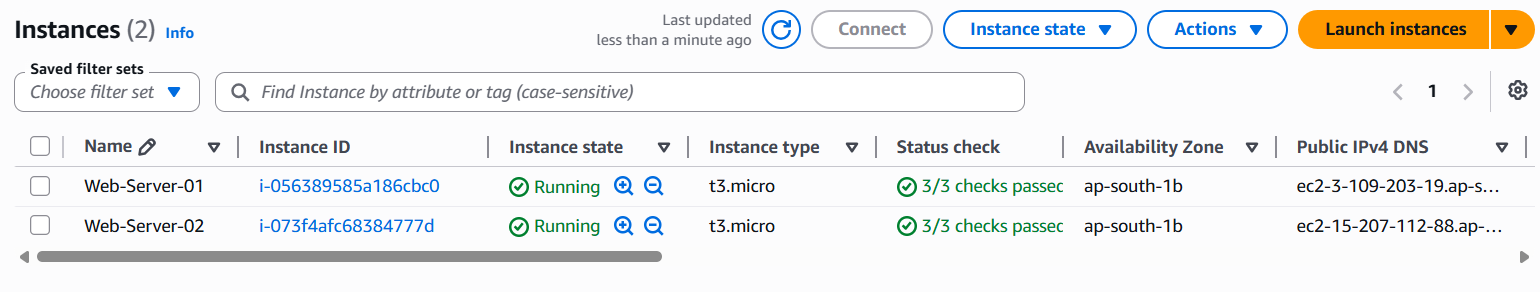 Instances (2) Info
Last updated
less than a minute ago
Connect
Instance state
Actions
Launch instances
Saved filter sets
Choose filter set
Find Instance by attribute or tag (case-sensitive)
1
Name Instance ID Instance state Instance type Status check Availability Zone Public IPv4 DNS
Web-Server-01 i-056389585a186cbc0 Running t3.micro 3/3 checks passed ap-south-1b ec2-3-109-203-19.ap-s...
Web-Server-02 i-073f4afc68384777d Running t3.micro 3/3 checks passed ap-south-1b ec2-15-207-112-88.ap-...